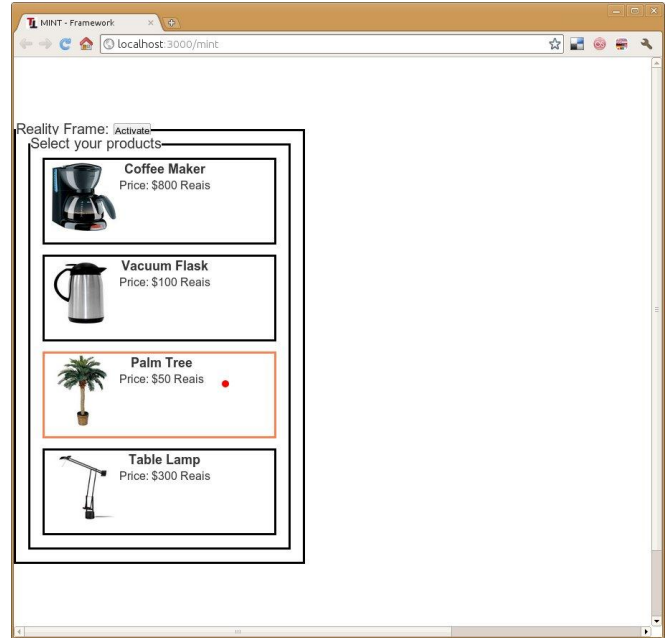 MINT - Framework
localhost:3000/mint
Reality Frame: Activate
Select your products
Coffee Maker
Price: $800 Reais
Vacuum Flask
Price: $100 Reais
Palm Tree
Price: $50 Reais
Table Lamp
Price: $300 Reais